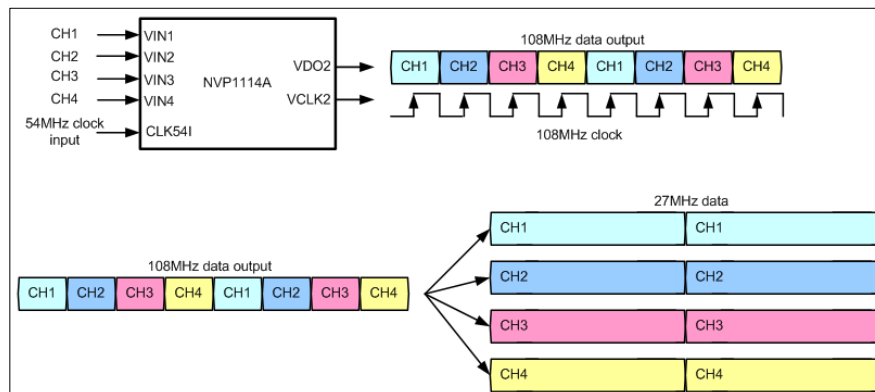 CH1
CH2
CH3
CH4
54MHz clock
input
VIN1
VIN2
VIN3
VIN4
CLK54I
NVP1114A
VDO2
VCLK2
108MHz data output
CH1 CH2 CH3 CH4 CH1 CH2 CH3 CH4
108MHz clock
108MHz data output
CH1 CH2 CH3 CH4 CH1 CH2 CH3 CH4
27MHz data
CH1 CH1
CH2 CH2
CH3 CH3
CH4 CH4